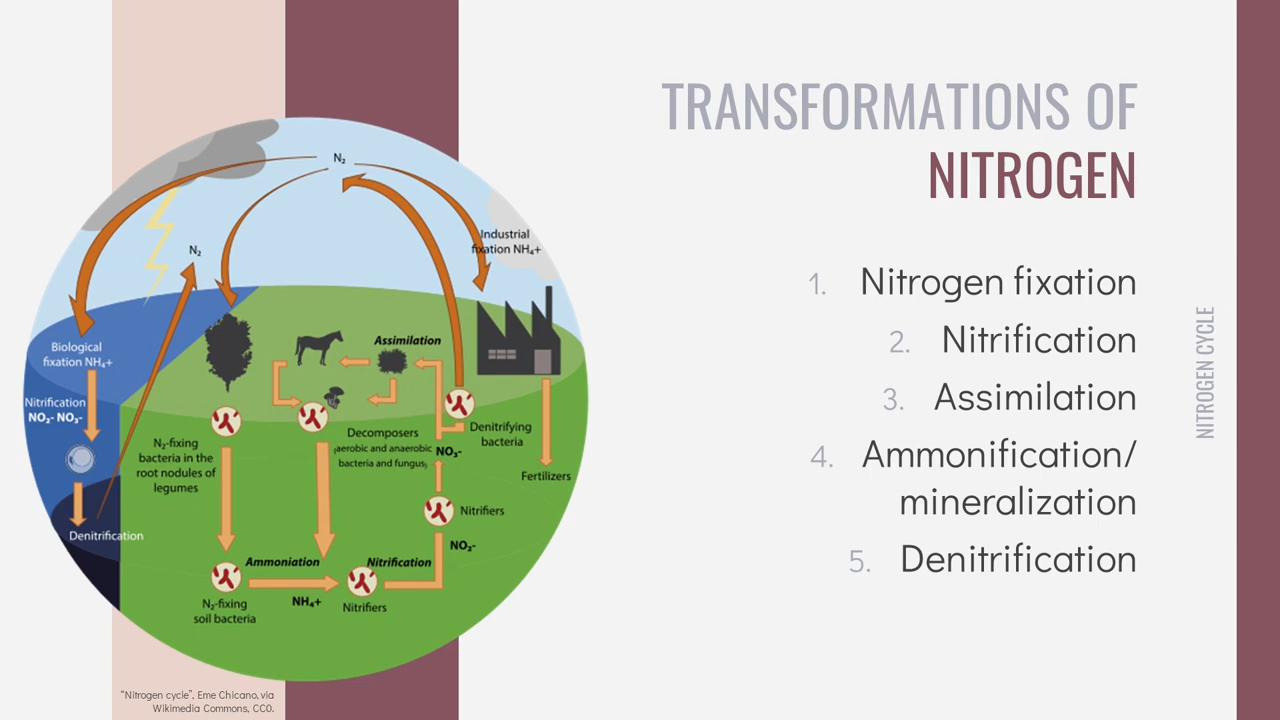 TRANSFORMATIONS OF
NITROGEN
1. Nitrogen fixation
2. Nitrification
3. Assimilation
4. Ammonification/
mineralization
5. Denitrification
NITROGEN CYCLE
N₂
N₂
Industrial
fixation NH₄+
Biological
fixation NH₄+
Nitrification
NO₂- NO₃-
Denitrification
Assimilation
N₂-fixing
bacteria in the
root nodules of
legumes
Decomposers
(aerobic and anaerobic
bacteria and fungus)
Denitrifying
bacteria
NO₃-
Fertilizers
Nitrifiers
NO₂-
Ammoniation
Nitrification
NH₄+
N₂-fixing
soil bacteria
Nitrifiers
“Nitrogen cycle”, Eme Chicano, via
Wikimedia Commons, CC0.